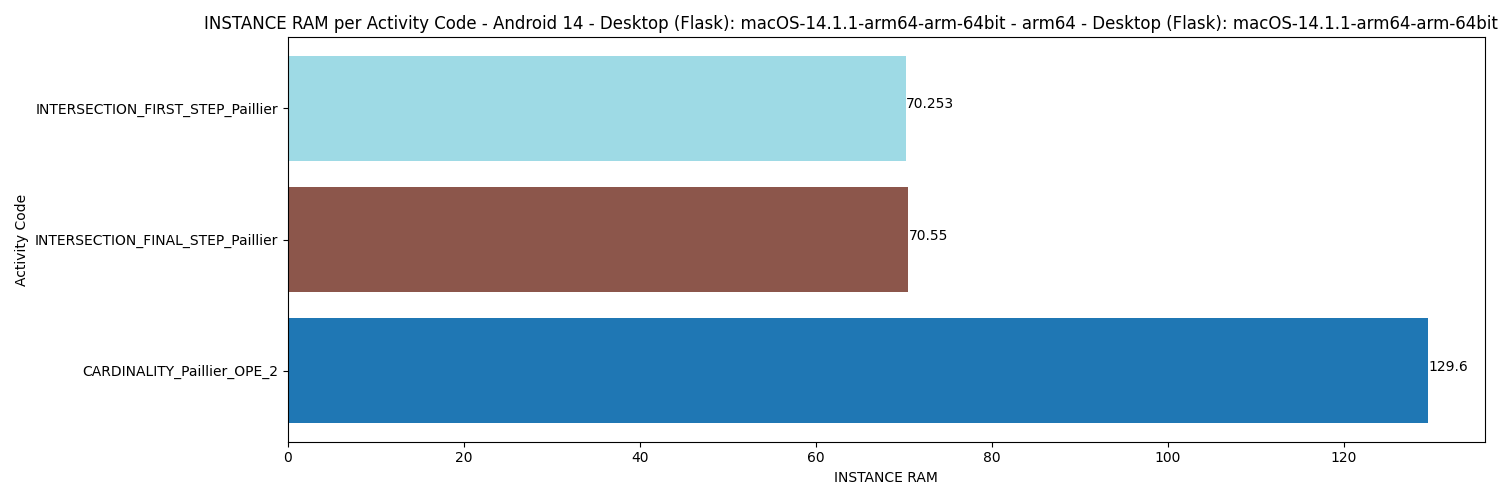 INSTANCE RAM per Activity Code - Android 14 - Desktop (Flask): macOS-14.1.1-arm64-arm-64bit - arm64 - Desktop (Flask): macOS-14.1.1-arm64-arm-64bit
INTERSECTION_FIRST_STEP_Paillier
70.253
INTERSECTION_FINAL_STEP_Paillier
70.55
CARDINALITY_Paillier_OPE_2
129.6
Activity Code
0 20 40 60 80 100 120
INSTANCE RAM